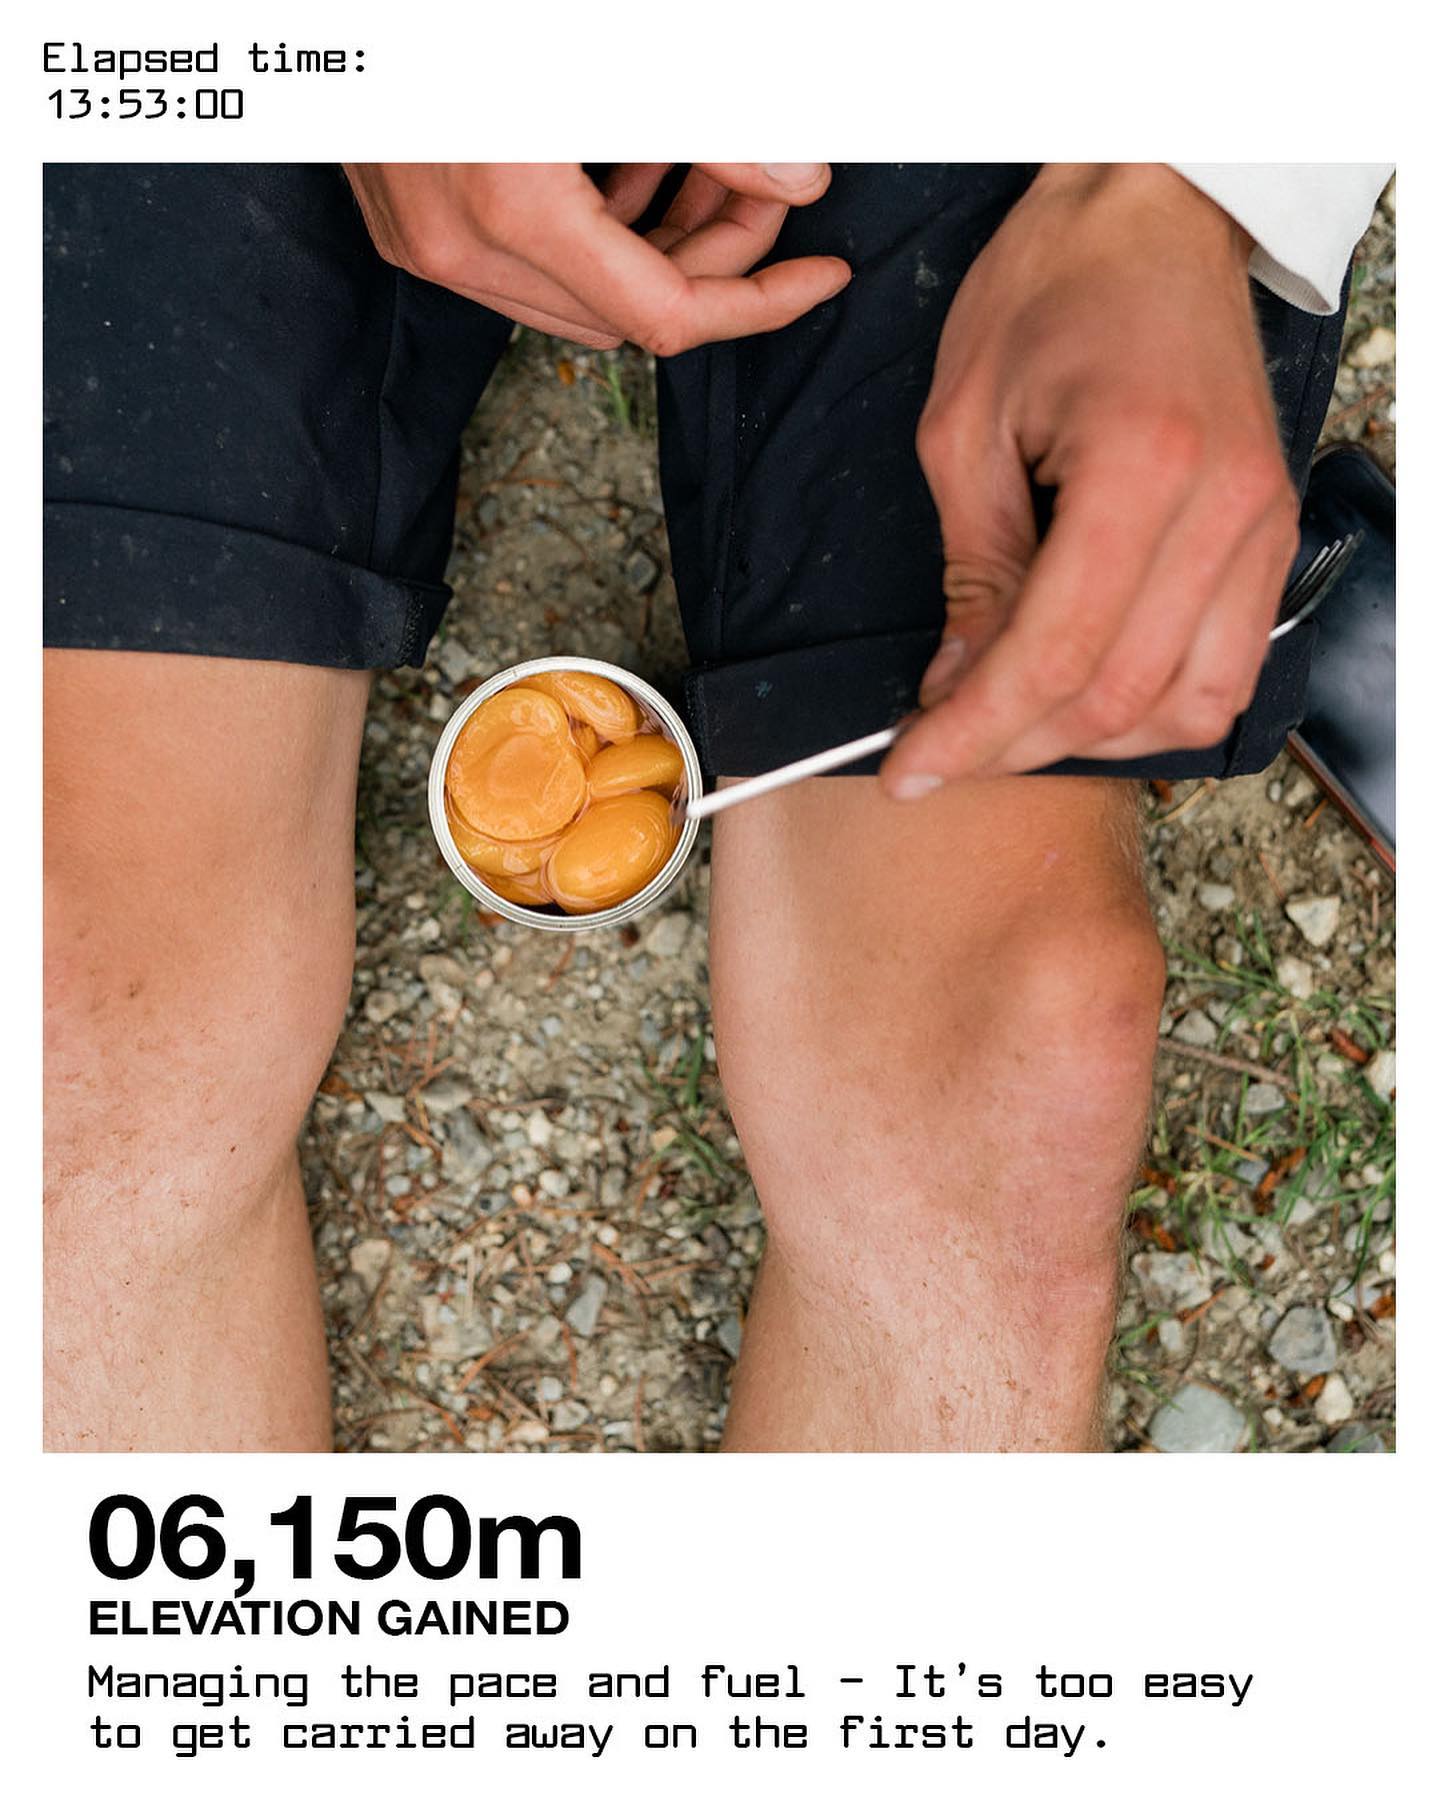 Elapsed time:
13:53:00
06,150m
ELEVATION GAINED
Managing the pace and fuel – It's too easy
to get carried away on the first day.